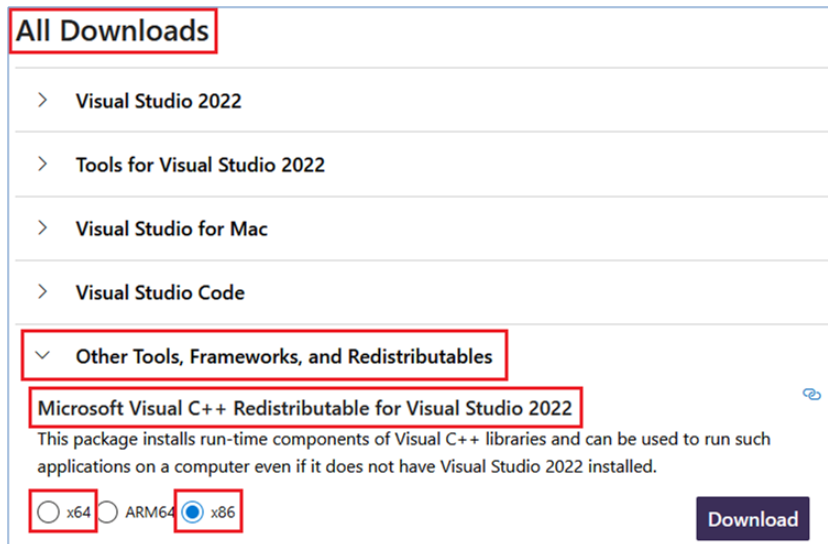 All Downloads
Visual Studio 2022
Tools for Visual Studio 2022
Visual Studio for Mac
Visual Studio Code
Other Tools, Frameworks, and Redistributables
Microsoft Visual C++ Redistributable for Visual Studio 2022
This package installs run-time components of Visual C++ libraries and can be used to run such
applications on a computer even if it does not have Visual Studio 2022 installed.
x64 ARM64 x86 Download